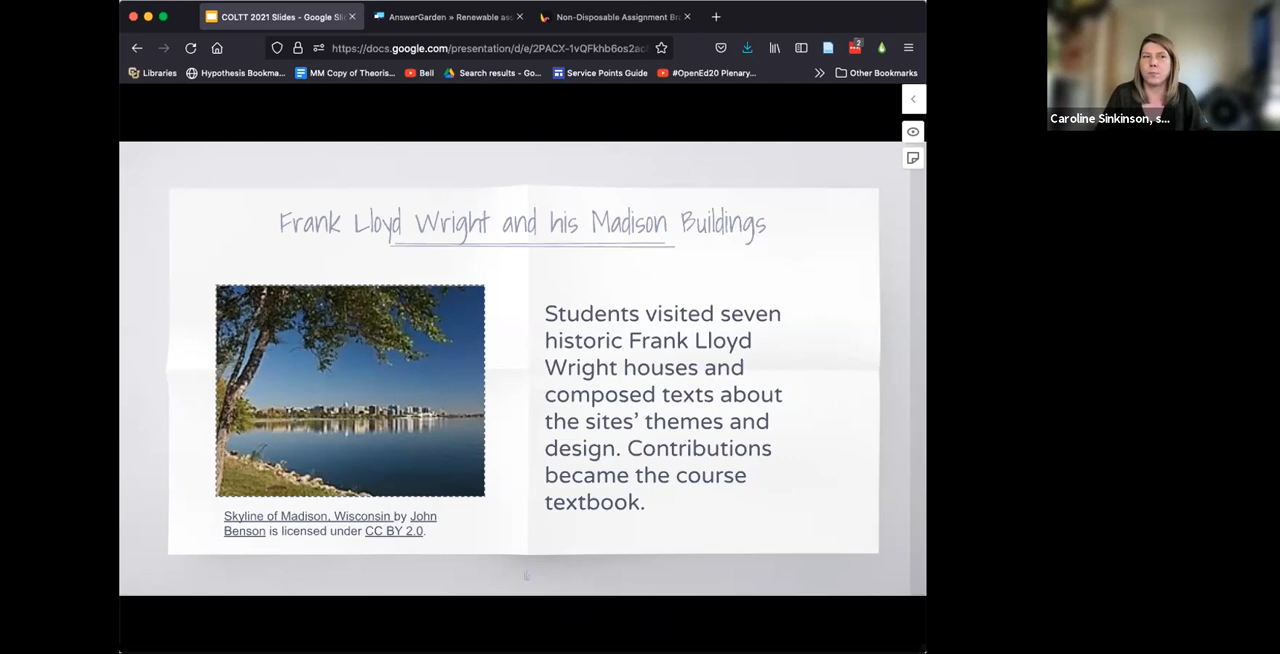 COLTT 2021 Slides - Google Sli
AnswerGarden » Renewable as
Non-Disposable Assignment Br
https://docs.google.com/presentation/d/e/2PACX-1vQFkhb6os2ac
2
Libraries
Hypothesis Bookma...
MM Copy of Theoris...
Bell
Search results - Go...
Service Points Guide
#OpenEd20 Plenary...
Other Bookmarks
Caroline Sinkinson, s...
Frank Lloyd Wright and his Madison Buildings
Students visited seven
historic Frank Lloyd
Wright houses and
composed texts about
the sites’ themes and
design. Contributions
became the course
textbook.
Skyline of Madison, Wisconsin by John
Benson is licensed under CC BY 2.0.
16